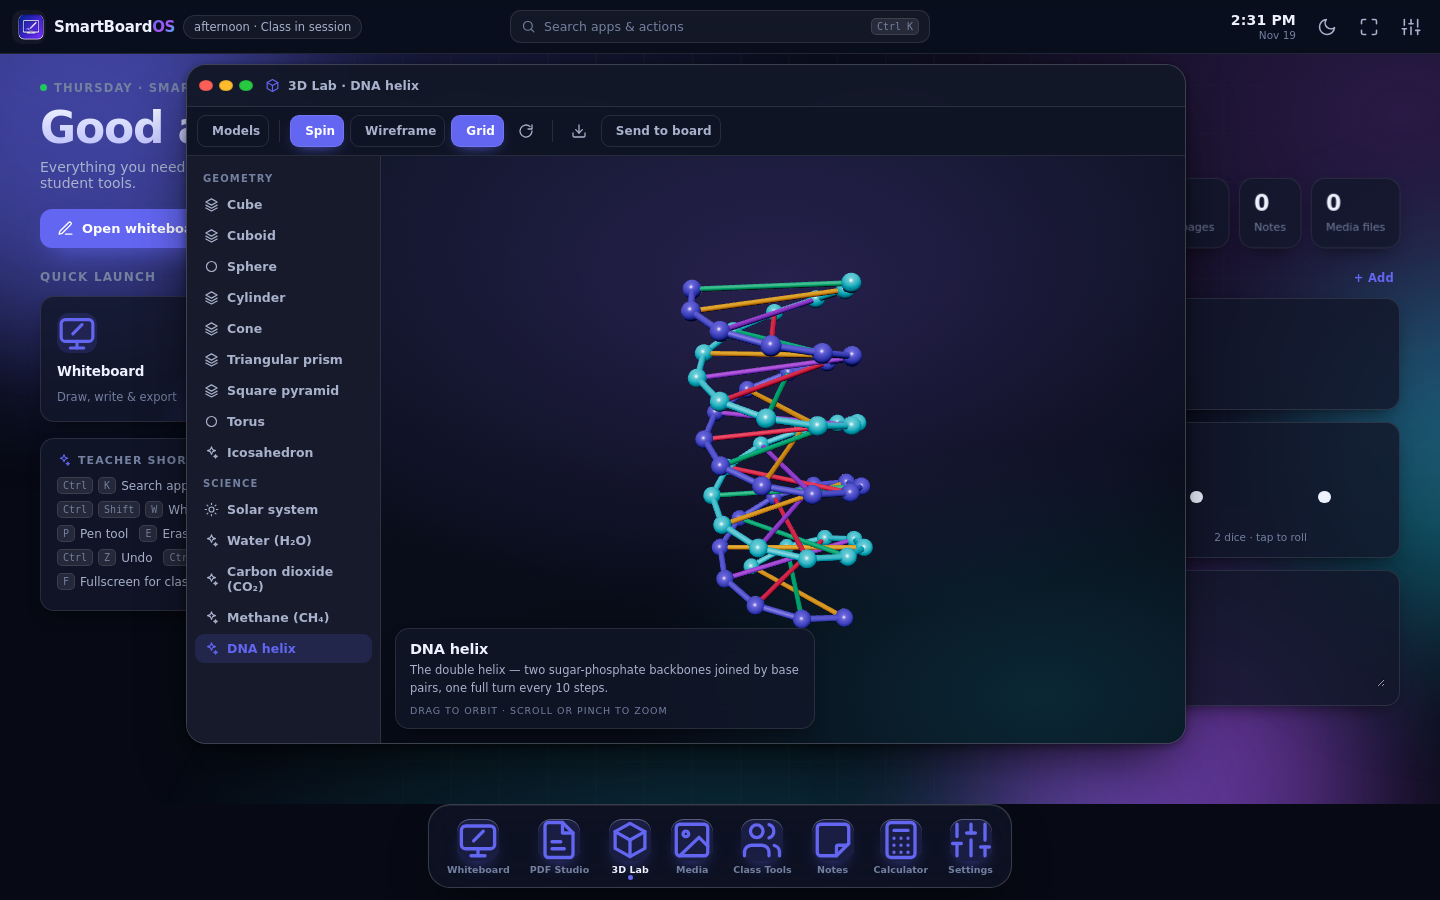 SmartBoardOS
afternoon · Class in session
Search apps & actions
Ctrl K
2:31 PM
Nov 19
THURSDAY · SMAR
Good a
Everything you need
student tools.
Open whiteboa
QUICK LAUNCH
Whiteboard
Draw, write & export
TEACHER SHOR
Ctrl K Search app
Ctrl Shift W Wh
P Pen tool E Eras
Ctrl Z Undo Ctr
F Fullscreen for clas
3D Lab · DNA helix
Models
Spin
Wireframe
Grid
Send to board
GEOMETRY
Cube
Cuboid
Sphere
Cylinder
Cone
Triangular prism
Square pyramid
Torus
Icosahedron
SCIENCE
Solar system
Water (H₂O)
Carbon dioxide
(CO₂)
Methane (CH₄)
DNA helix
DNA helix
The double helix — two sugar-phosphate backbones joined by base
pairs, one full turn every 10 steps.
DRAG TO ORBIT · SCROLL OR PINCH TO ZOOM
ages
0
Notes
0
Media files
+ Add
2 dice · tap to roll
Whiteboard
PDF Studio
3D Lab
Media
Class Tools
Notes
Calculator
Settings